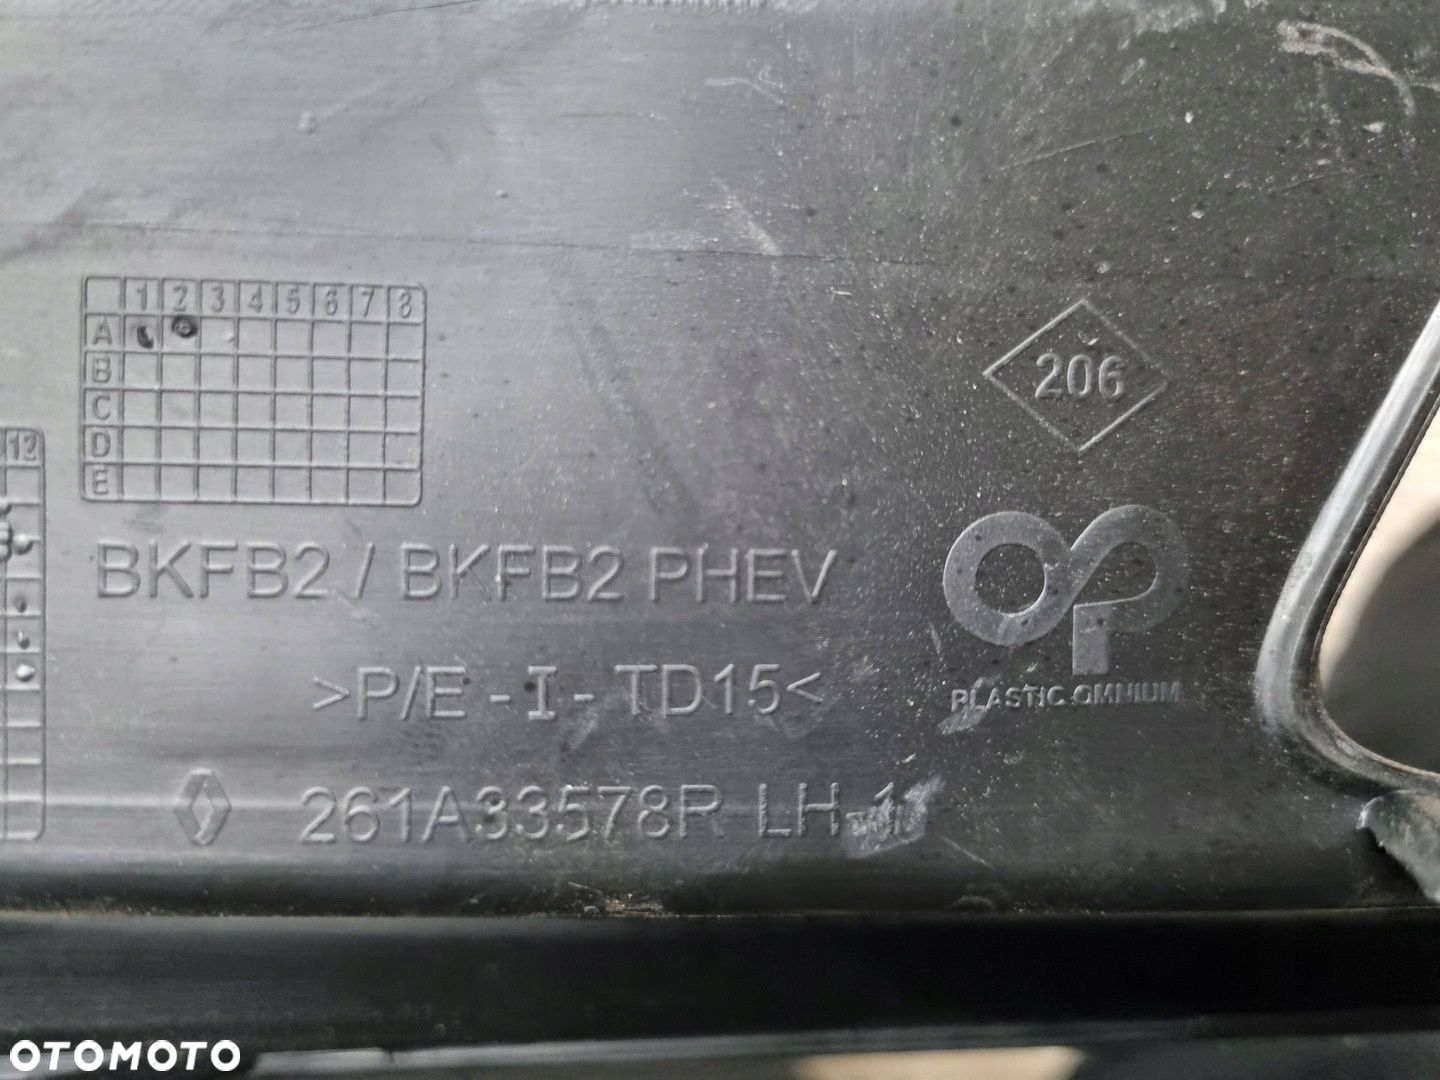 1 2 3 4 5 6 7 8
A
B
C
D
E
12
206
BKFB2 / BKFB2 PHEV
>P/E - I - TD15<
261A33578R LH
OP
PLASTIC OMNIUM
OTOMOTO